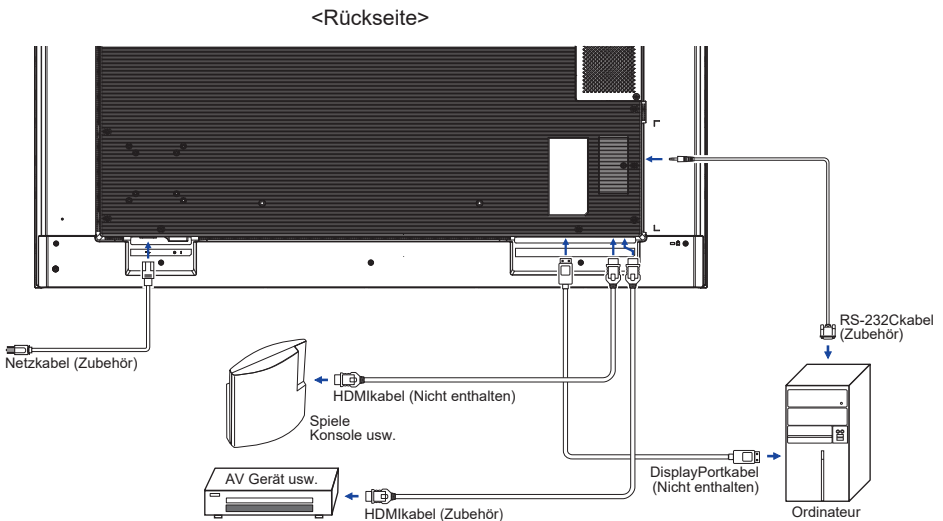 <Rückseite>
RS-232Ckabel
(Zubehör)
Netzkabel (Zubehör)
HDMIkabel (Nicht enthalten)
Spiele
Konsole usw.
AV Gerät usw.
DisplayPortkabel
(Nicht enthalten)
HDMIkabel (Zubehör)
Ordinateur